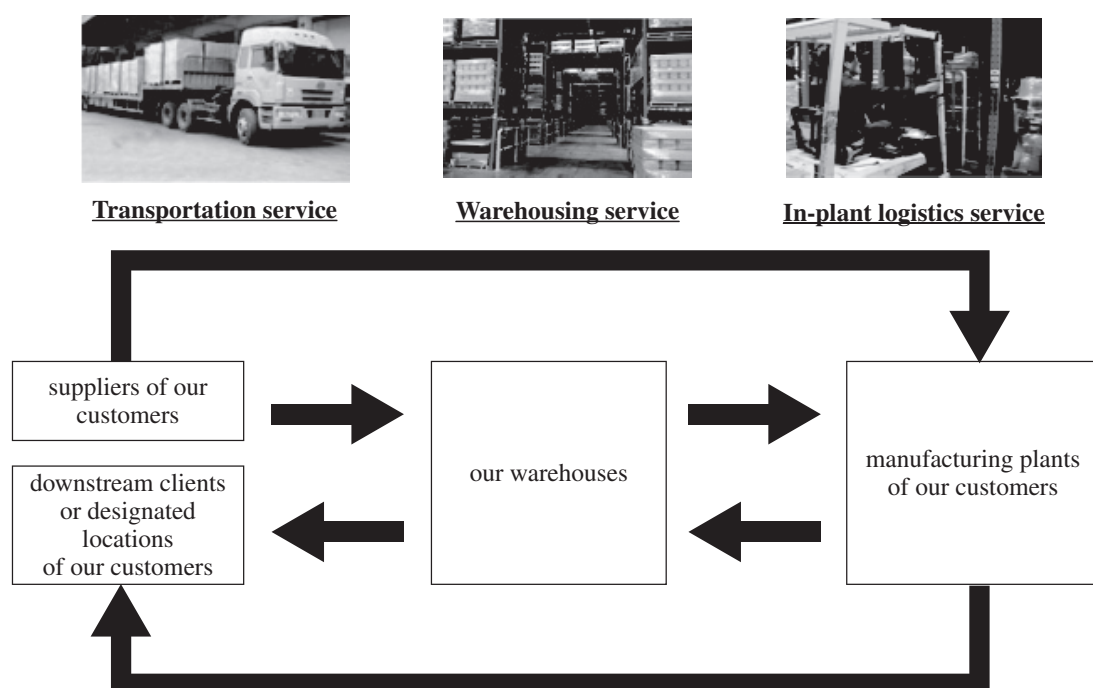 Transportation service
Warehousing service
In-plant logistics service
suppliers of our
customers
downstream clients
or designated
locations
of our customers
our warehouses
manufacturing plants
of our customers